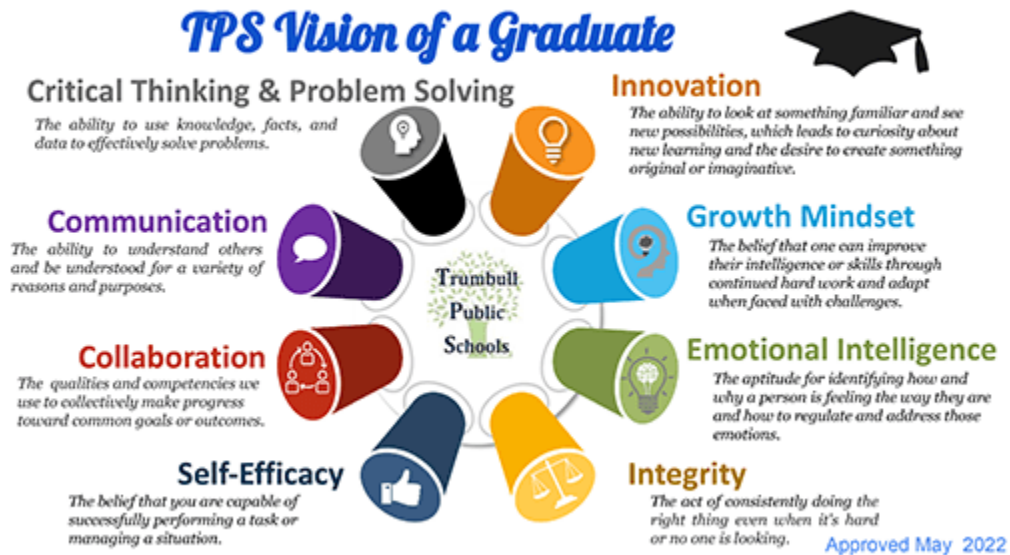 TPS Vision of a Graduate
Critical Thinking & Problem Solving
The ability to use knowledge, facts, and
data to effectively solve problems.
Innovation
The ability to look at something familiar and see
new possibilities, which leads to curiosity about
new learning and the desire to create something
original or imaginative.
Communication
The ability to understand others
and be understood for a variety of
reasons and purposes.
Growth Mindset
The belief that one can improve
their intelligence or skills through
continued hard work and adapt
when faced with challenges.
Trumbull
Public
Schools
Collaboration
The qualities and competencies we
use to collectively make progress
toward common goals or outcomes.
Emotional Intelligence
The aptitude for identifying how and
why a person is feeling the way they are
and how to regulate and address those
emotions.
Self-Efficacy
The belief that you are capable of
successfully performing a task or
managing a situation.
Integrity
The act of consistently doing the
right thing even when it's hard
or no one is looking.
Approved May 2022